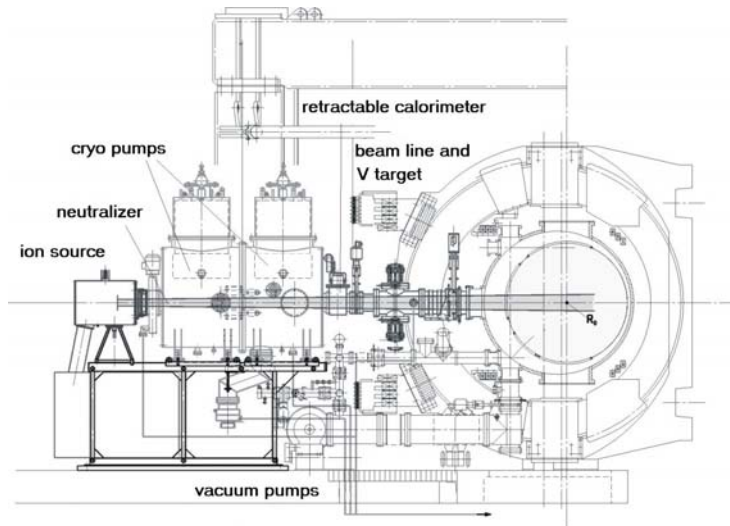 retractable calorimeter
cryo pumps
beam line and
V target
neutralizer
ion source
R₀
vacuum pumps